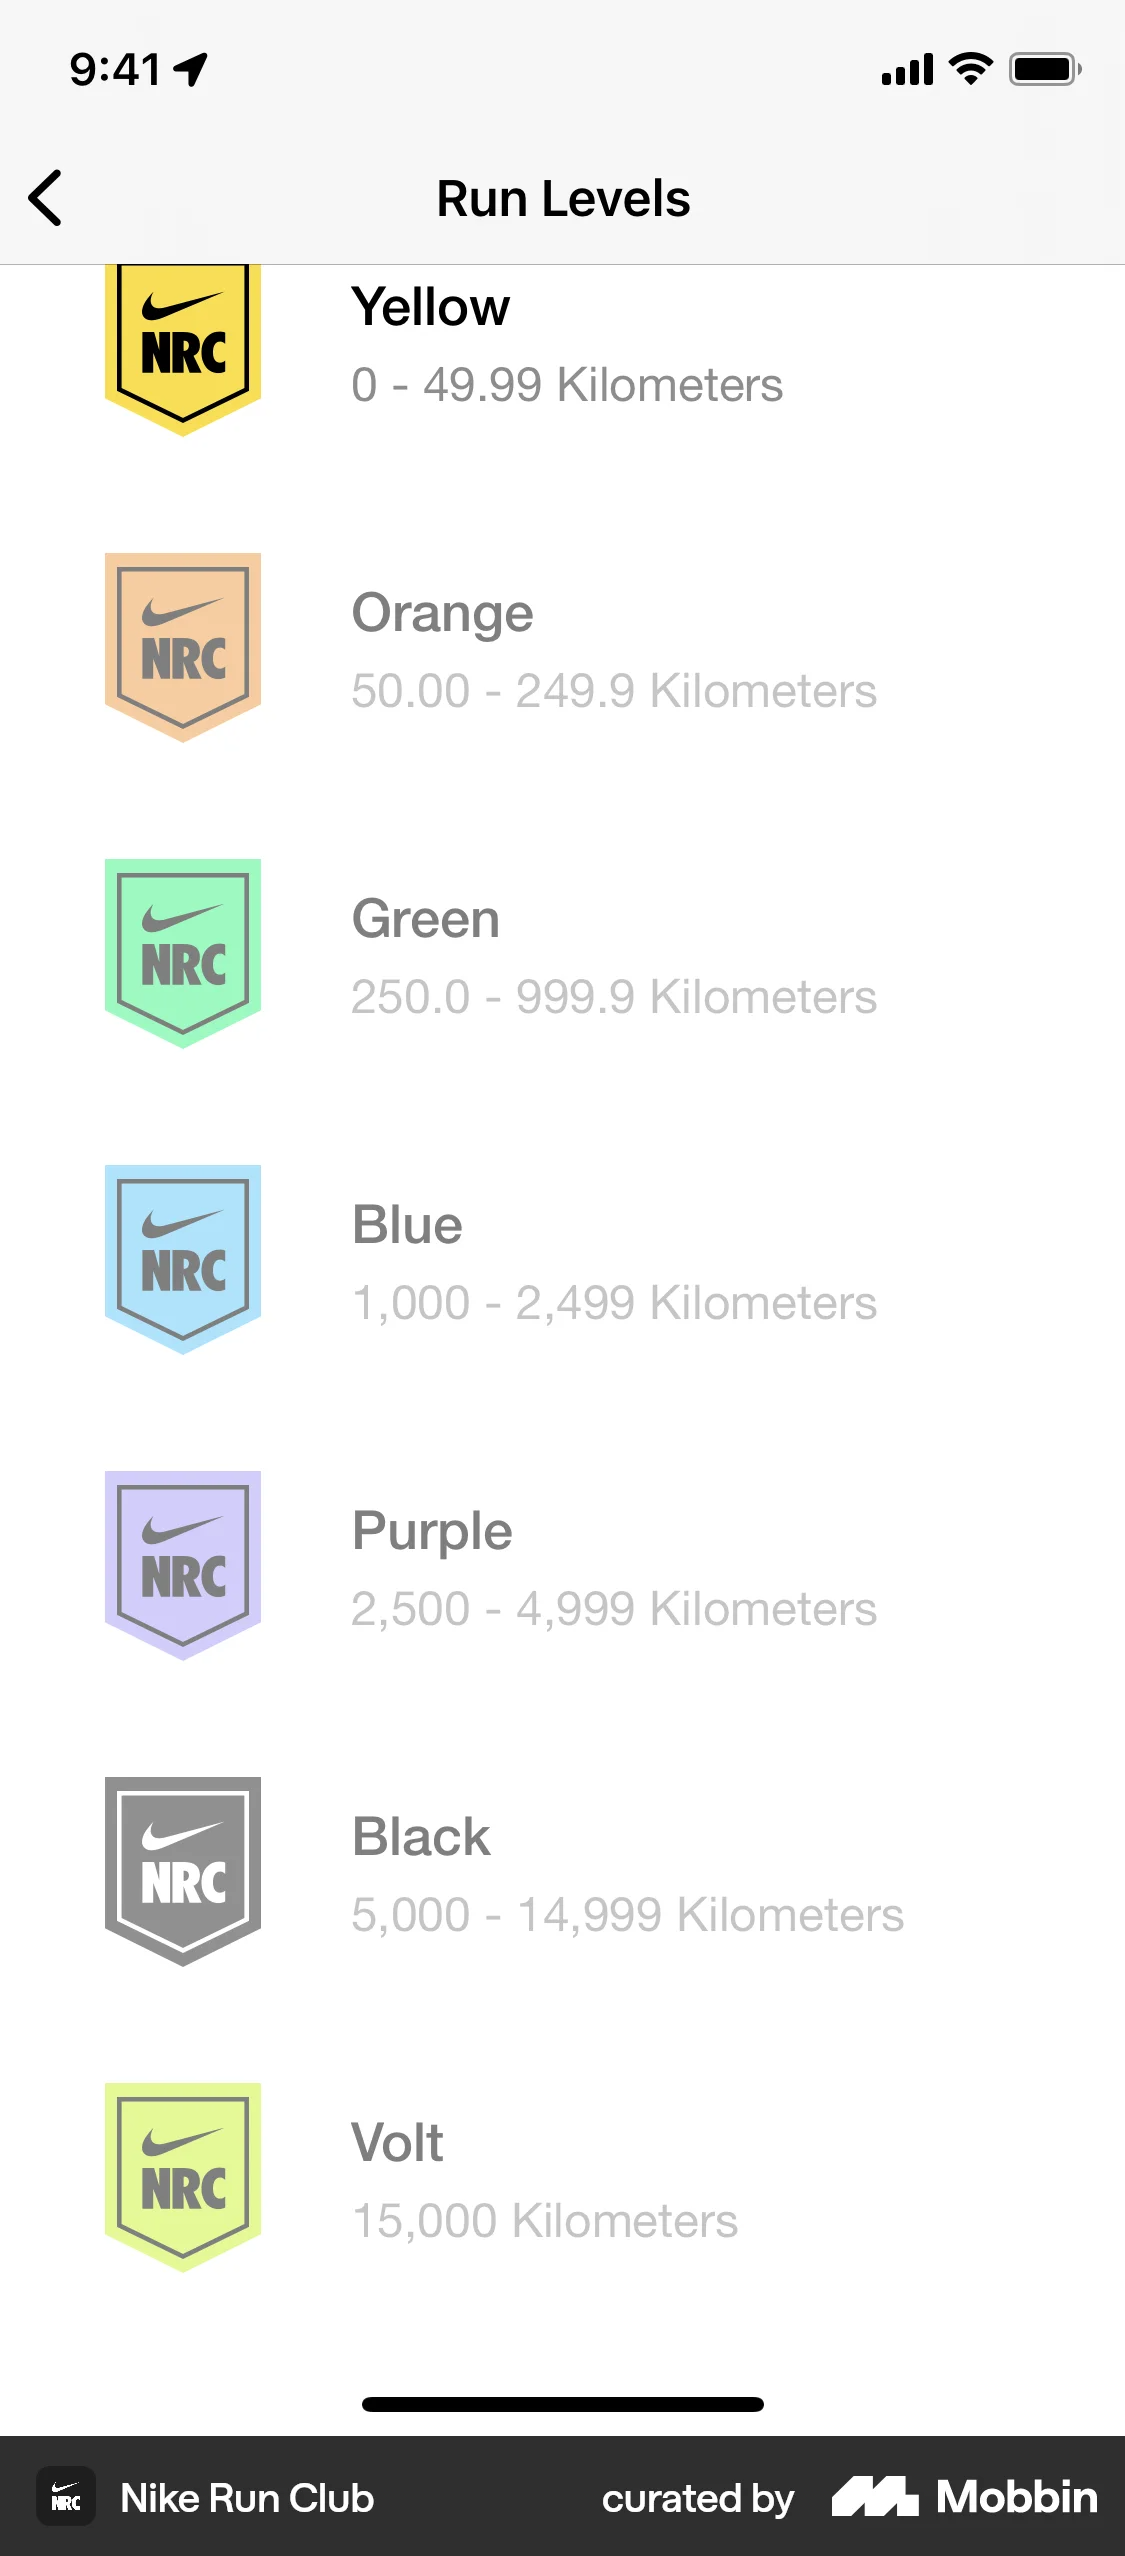 9:41
Run Levels
NRC
Yellow
0 - 49.99 Kilometers
NRC
Orange
50.00 - 249.9 Kilometers
NRC
Green
250.0 - 999.9 Kilometers
NRC
Blue
1,000 - 2,499 Kilometers
NRC
Purple
2,500 - 4,999 Kilometers
NRC
Black
5,000 - 14,999 Kilometers
NRC
Volt
15,000 Kilometers
NRC Nike Run Club curated by Mobbin